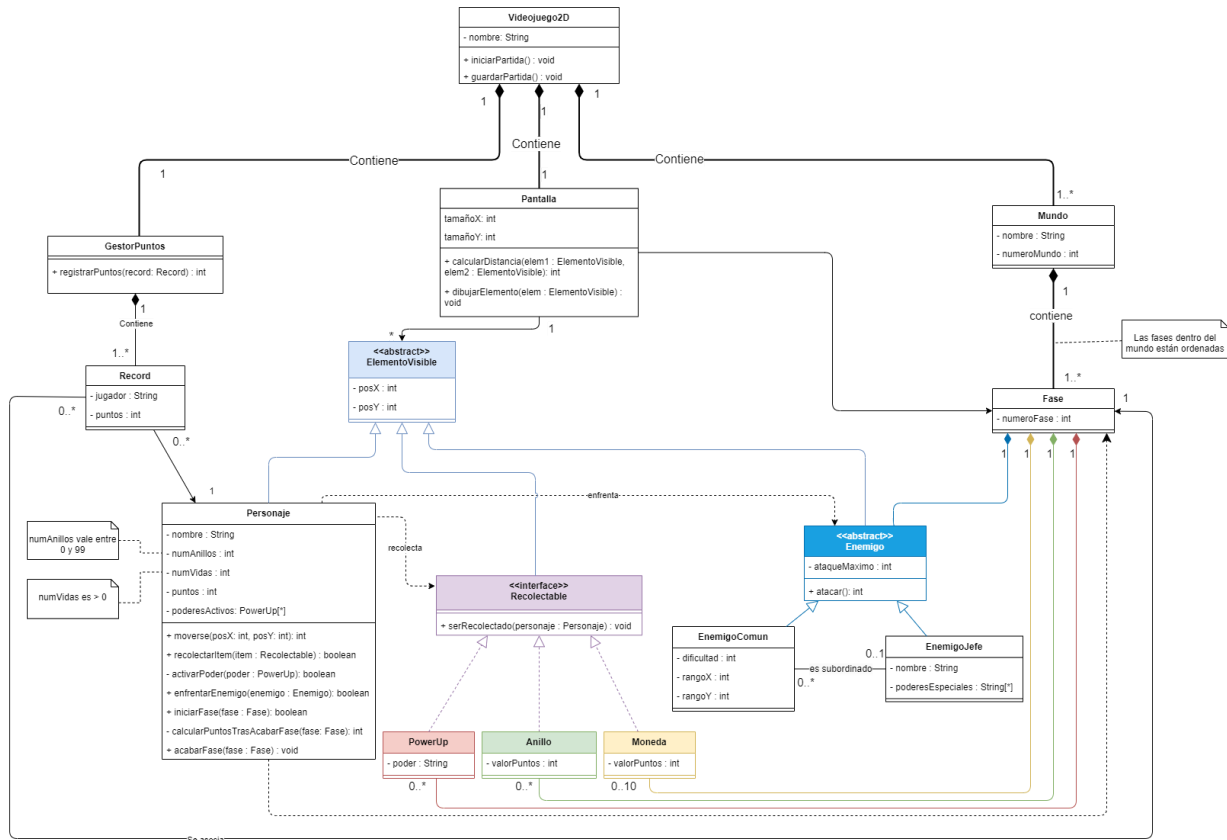 Videojuego2D
- nombre: String
+ iniciarPartida() : void
+ guardarPartida() : void
1
1
1
Contiene
Contiene
Contiene
1
1
1..*
Pantalla
tamañoX: int
tamañoY: int
+ calcularDistancia(elem1 : ElementoVisible,
elem2 : ElementoVisible): int
+ dibujarElemento(elem : ElementoVisible) :
void
Mundo
- nombre : String
- numeroMundo : int
GestorPuntos
+ registrarPuntos(record: Record) : int
1
Contiene
1..*
1
contiene
1..*
Las fases dentro del
mundo están ordenadas
1
*
<<abstract>>
ElementoVisible
- posX : int
- posY : int
Record
- jugador : String
- puntos : int
0..*
0..*
1
Fase
- numeroFase : int
1
1
1
1
1
Personaje
- nombre : String
- numAnillos : int
- numVidas : int
- puntos : int
- poderesActivos: PowerUp[*]
+ moverse(posX: int, posY: int): int
+ recolectarItem(item : Recolectable) : boolean
- activarPoder(poder : PowerUp): boolean
+ enfrentarEnemigo(enemigo : Enemigo): boolean
+ iniciarFase(fase : Fase): boolean
- calcularPuntosTrasAcabarFase(fase: Fase): int
+ acabarFase(fase : Fase) : void
numAnillos vale entre
0 y 99
numVidas es > 0
enfrenta
recolecta
<<abstract>>
Enemigo
- ataqueMaximo : int
+ atacar(): int
<<interface>>
Recolectable
+ serRecolectado(personaje : Personaje) : void
EnemigoComun
- dificultad : int
- rangoX : int
- rangoY : int
0..1
es subordinado
0..*
EnemigoJefe
- nombre : String
- poderesEspeciales : String[*]
PowerUp
- poder : String
Anillo
- valorPuntos : int
Moneda
- valorPuntos : int
0..*
0..*
0..10